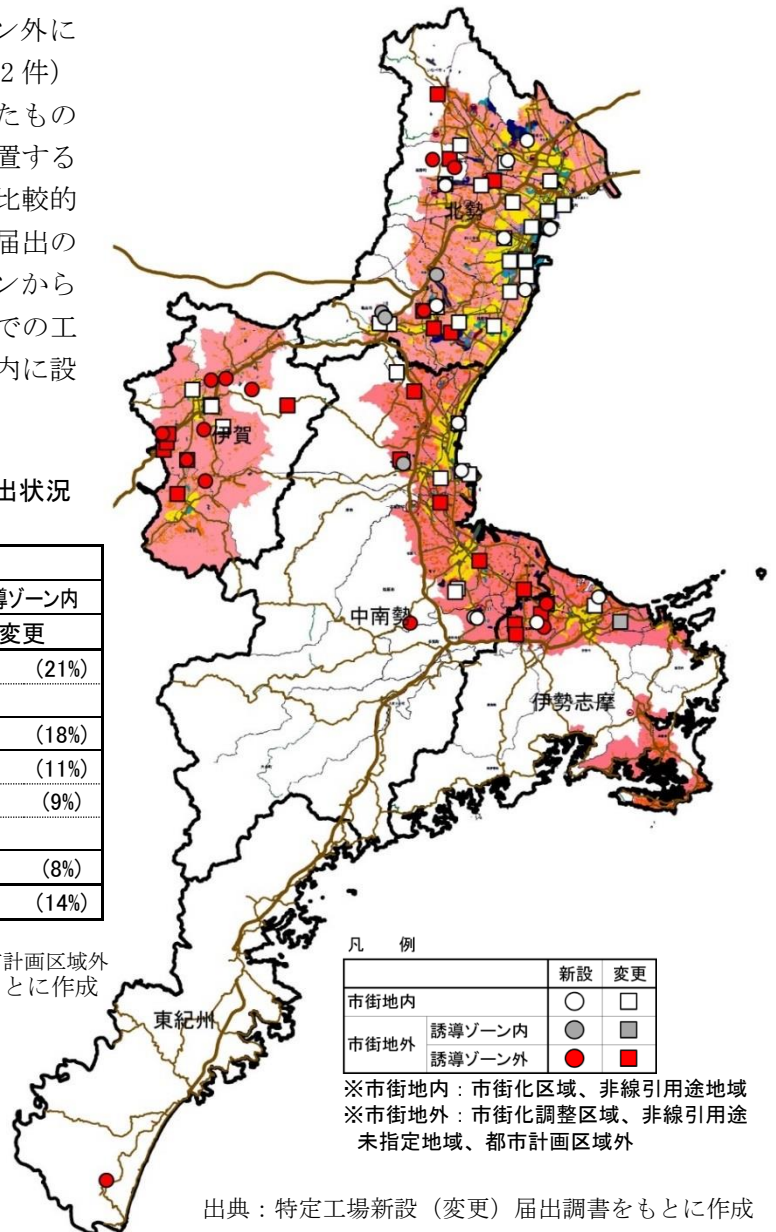 ン外に
2件)
たもの
置する
比較的
届出の
ンから
での工
内に設
出状況
導ゾーン内
変更
(21%)
(18%)
(11%)
(9%)
(8%)
(14%)
計画区域外
とに作成
北勢
伊賀
中南勢
伊勢志摩
東紀州
凡 例
新設 変更
市街地内
市街地外 誘導ゾーン内
誘導ゾーン外
※市街地内:市街化区域、非線引用途地域
※市街地外:市街化調整区域、非線引用途
未指定地域、都市計画区域外
出典:特定工場新設(変更)届出調書をもとに作成